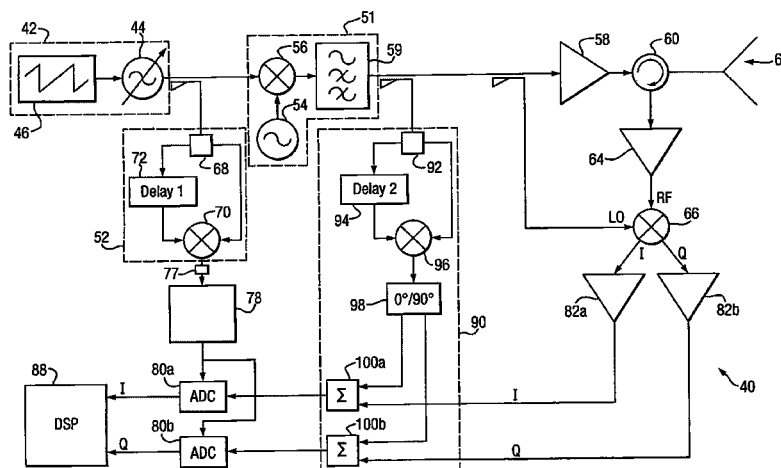 42
44
46
51
56
59
54
58
60
6
72
Delay 1
68
70
52
77
78
92
Delay 2
94
96
98
0°/90°
90
64
RF
LO
66
I
Q
82a
82b
40
88
DSP
I
80a
ADC
Q
80b
ADC
100a
Σ
I
100b
Σ
Q